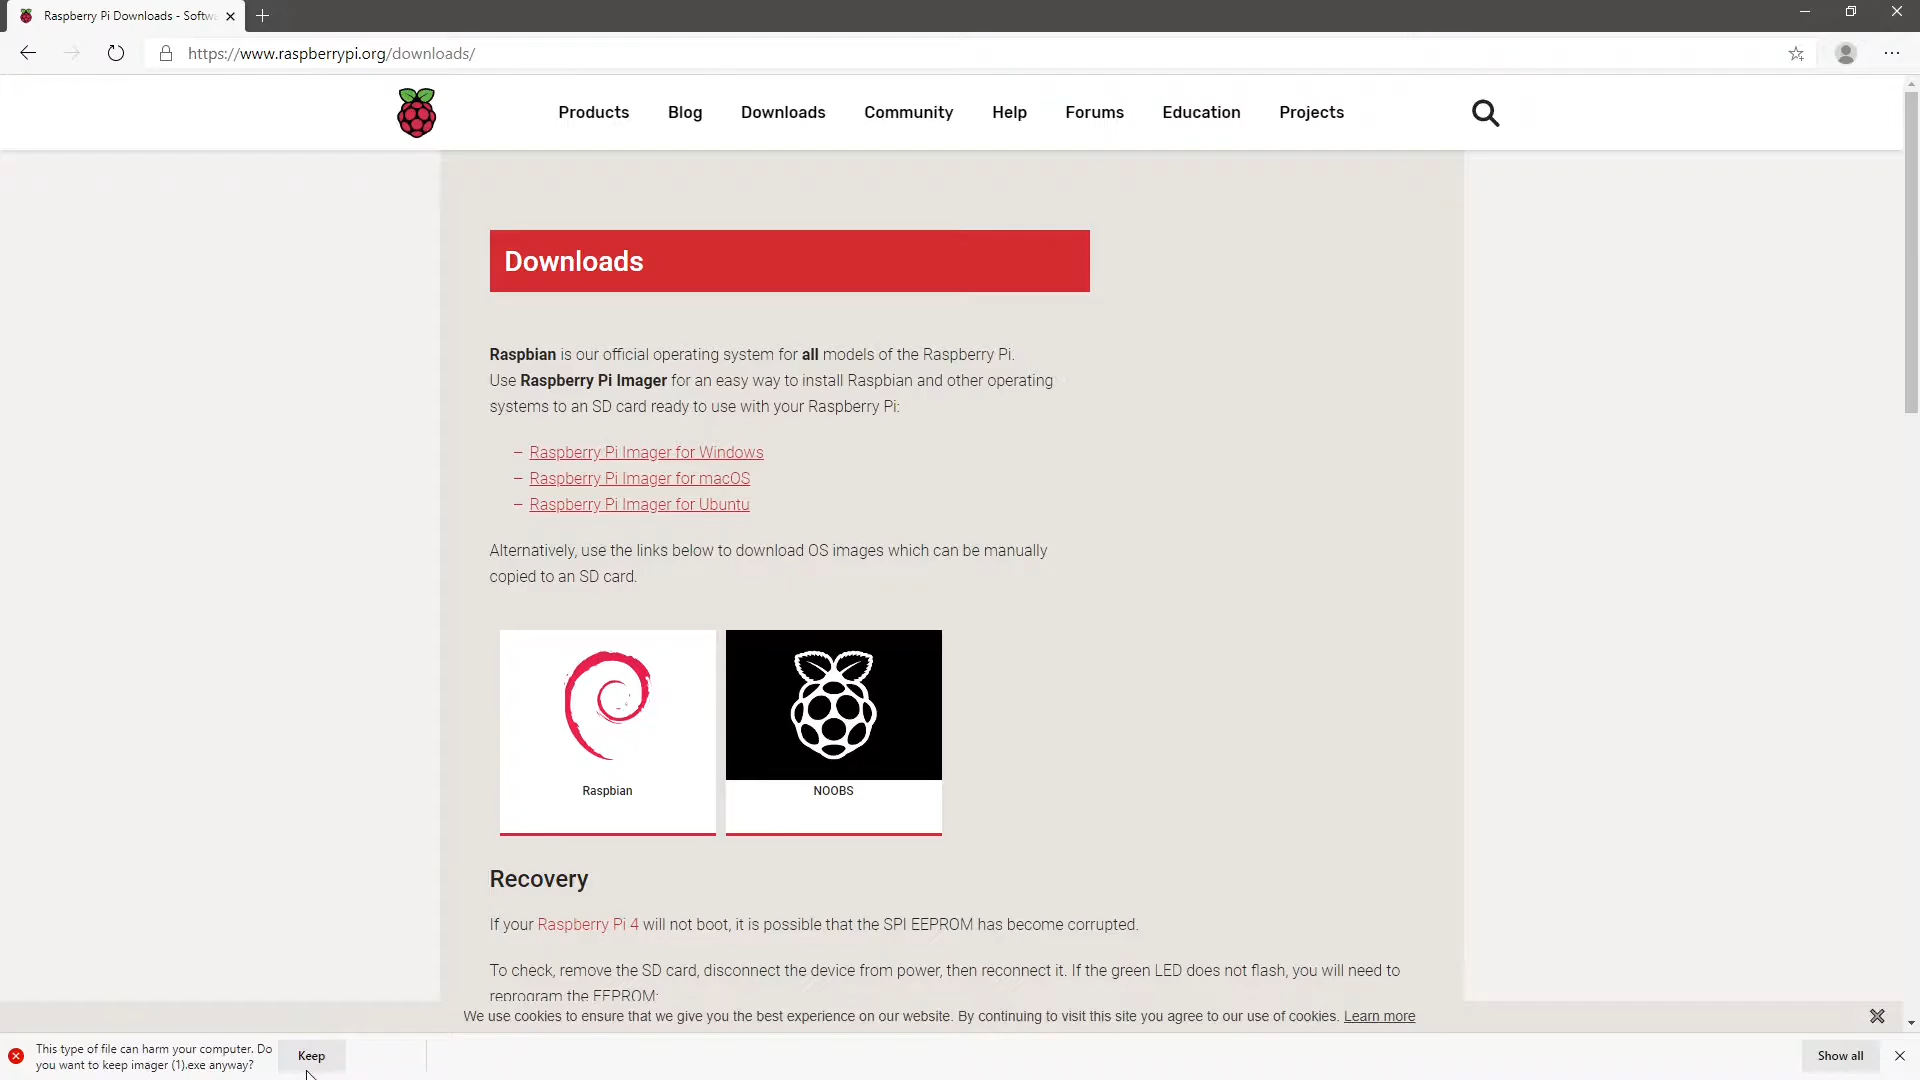 Raspberry Pi Downloads - Softw
https://www.raspberrypi.org/downloads/
Products Blog Downloads Community Help Forums Education Projects
Downloads
Raspbian is our official operating system for all models of the Raspberry Pi.
Use Raspberry Pi Imager for an easy way to install Raspbian and other operating
systems to an SD card ready to use with your Raspberry Pi:
– Raspberry Pi Imager for Windows
– Raspberry Pi Imager for macOS
– Raspberry Pi Imager for Ubuntu
Alternatively, use the links below to download OS images which can be manually
copied to an SD card.
Raspbian
NOOBS
Recovery
If your Raspberry Pi 4 will not boot, it is possible that the SPI EEPROM has become corrupted.
To check, remove the SD card, disconnect the device from power, then reconnect it. If the green LED does not flash, you will need to
reprogram the EEPROM:
We use cookies to ensure that we give you the best experience on our website. By continuing to visit this site you agree to our use of cookies. Learn more
This type of file can harm your computer. Do
you want to keep imager (1).exe anyway?
Keep
Show all